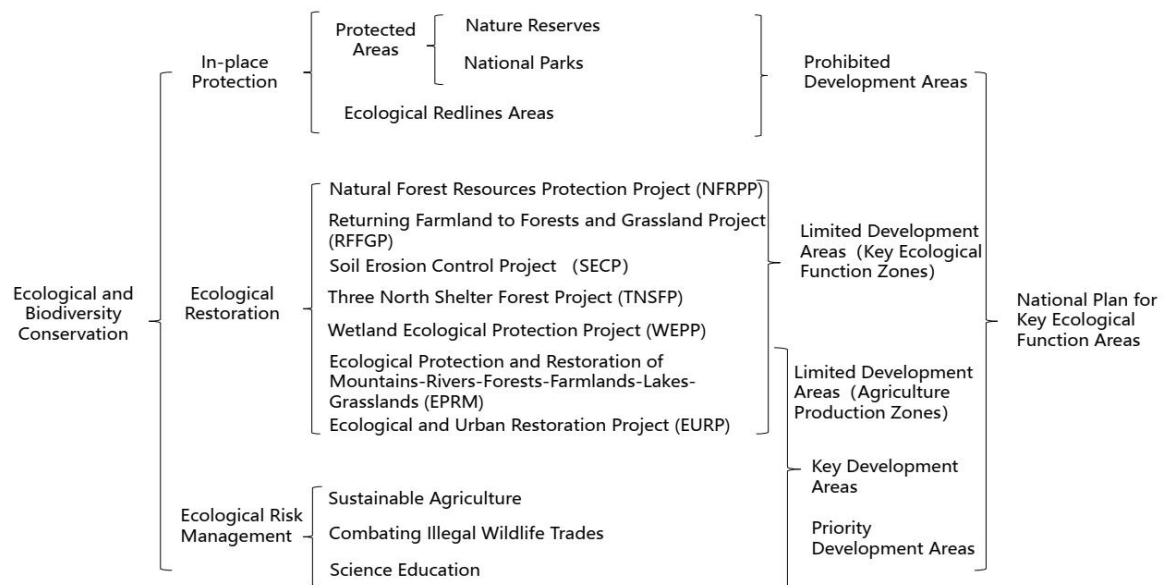 Nature Reserves
Protected
Areas
National Parks
In-place
Protection
Ecological Redlines Areas
Prohibited
Development Areas
Natural Forest Resources Protection Project (NFRPP)
Returning Farmland to Forests and Grassland Project
(RFFGP)
Soil Erosion Control Project （SECP）
Three North Shelter Forest Project (TNSFP)
Wetland Ecological Protection Project (WEPP)
Ecological Protection and Restoration of
Mountains-Rivers-Forests-Farmlands-Lakes-
Grasslands (EPRM)
Ecological and Urban Restoration Project (EURP)
Ecological and
Biodiversity
Conservation
Ecological
Restoration
Limited Development
Areas（Key Ecological
Function Zones）
Limited Development
Areas（Agriculture
Production Zones）
National Plan for
Key Ecological
Function Areas
Key Development
Areas
Priority
Development Areas
Ecological Risk
Management
Sustainable Agriculture
Combating Illegal Wildlife Trades
Science Education